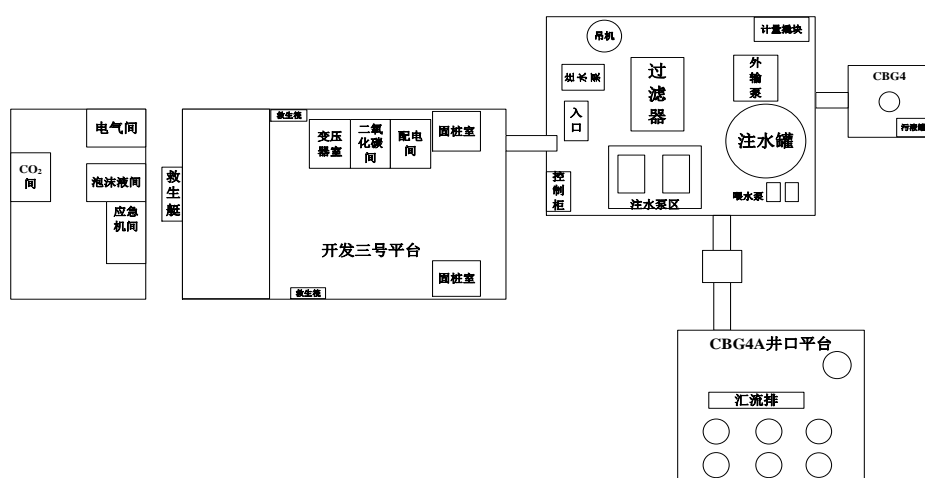 吊机
计量撬块
注水泵
过
滤
器
外
输
泵
CBG4
污液罐
入
口
注水罐
控
制
柜
注水泵区
喂水泵
电气间
CO₂
间
泡沫液间
应急
机间
救
生
艇
救生筏
变压
器室
二氧
化碳
间
配电
间
固桩室
开发三号平台
救生筏
固桩室
CBG4A井口平台
汇流排